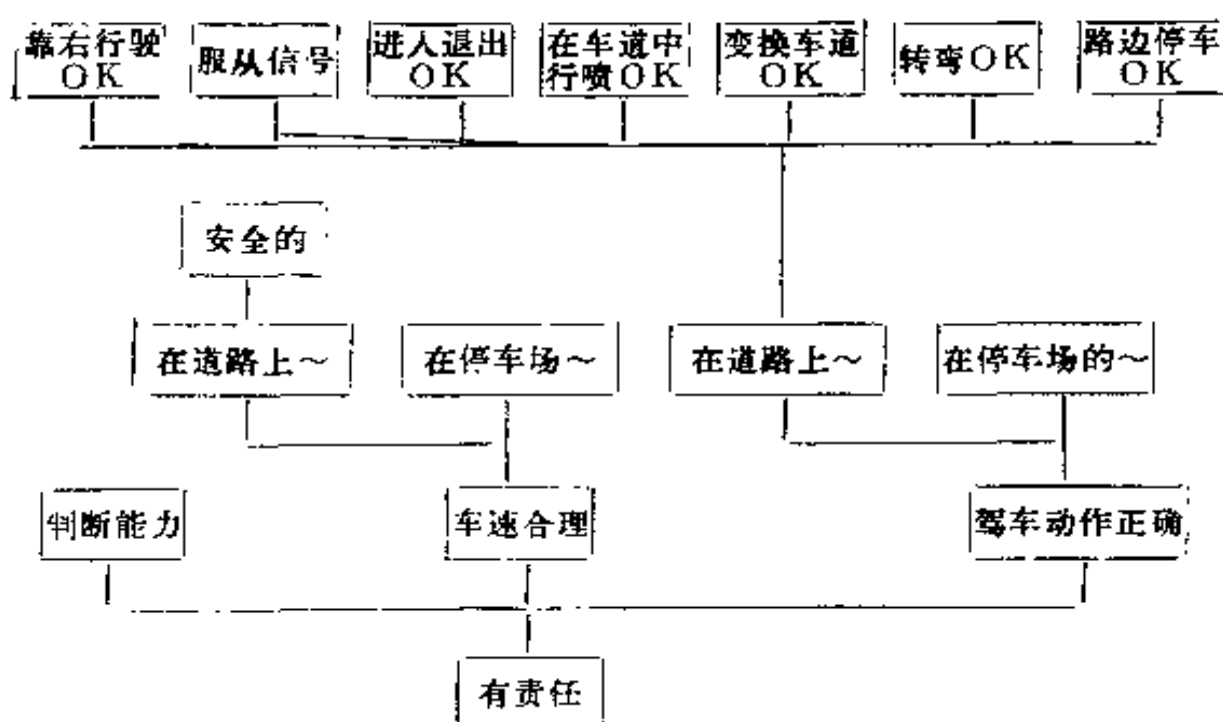 靠右行驶
OK
服从信号
进人退出
OK
在车道中
行喷OK
变换车道
OK
转弯OK
路边停车
OK
安全的
在道路上～
在停车场～
在道路上～
在停车场的～
判断能力
车速合理
驾车动作正确
有责任